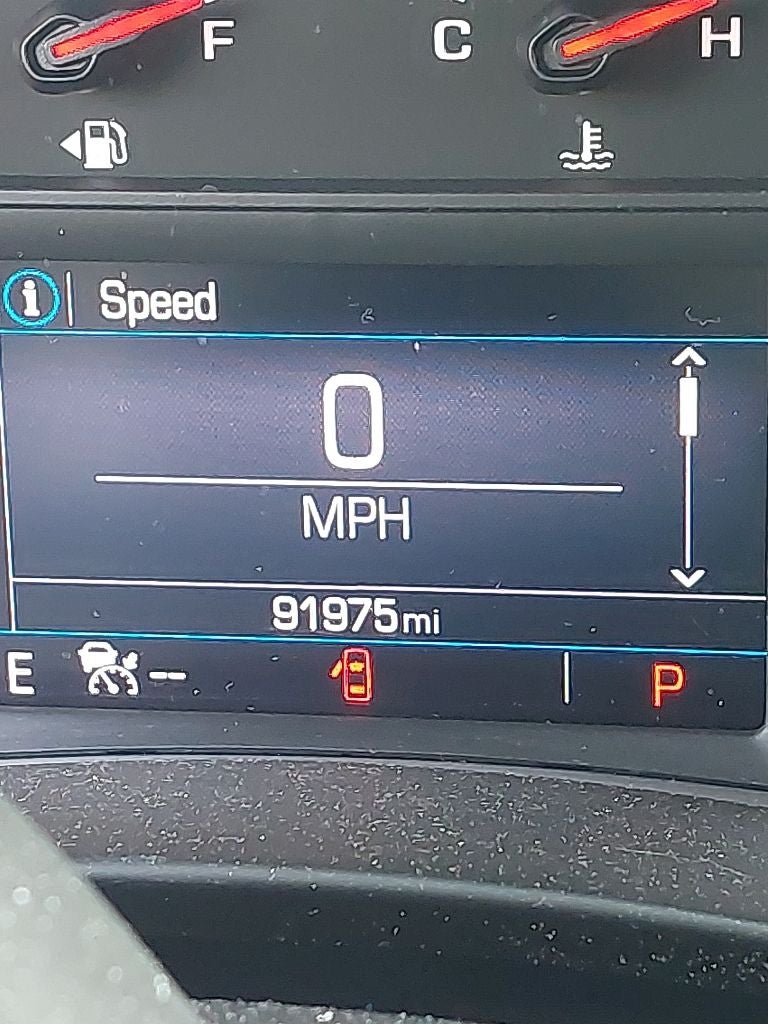 F C H
i Speed
0
MPH
91975mi
E -- P